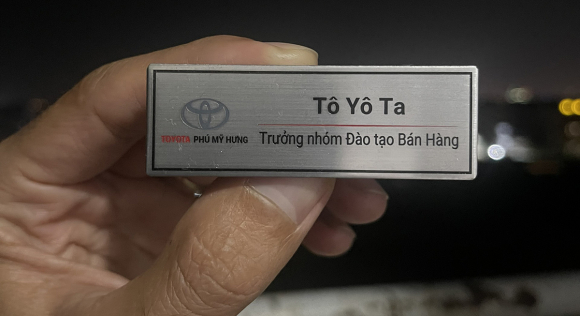 Tô Yô Ta
TOYOTA PHÚ MỸ HƯNG
Trưởng nhóm Đào tạo Bán Hàng